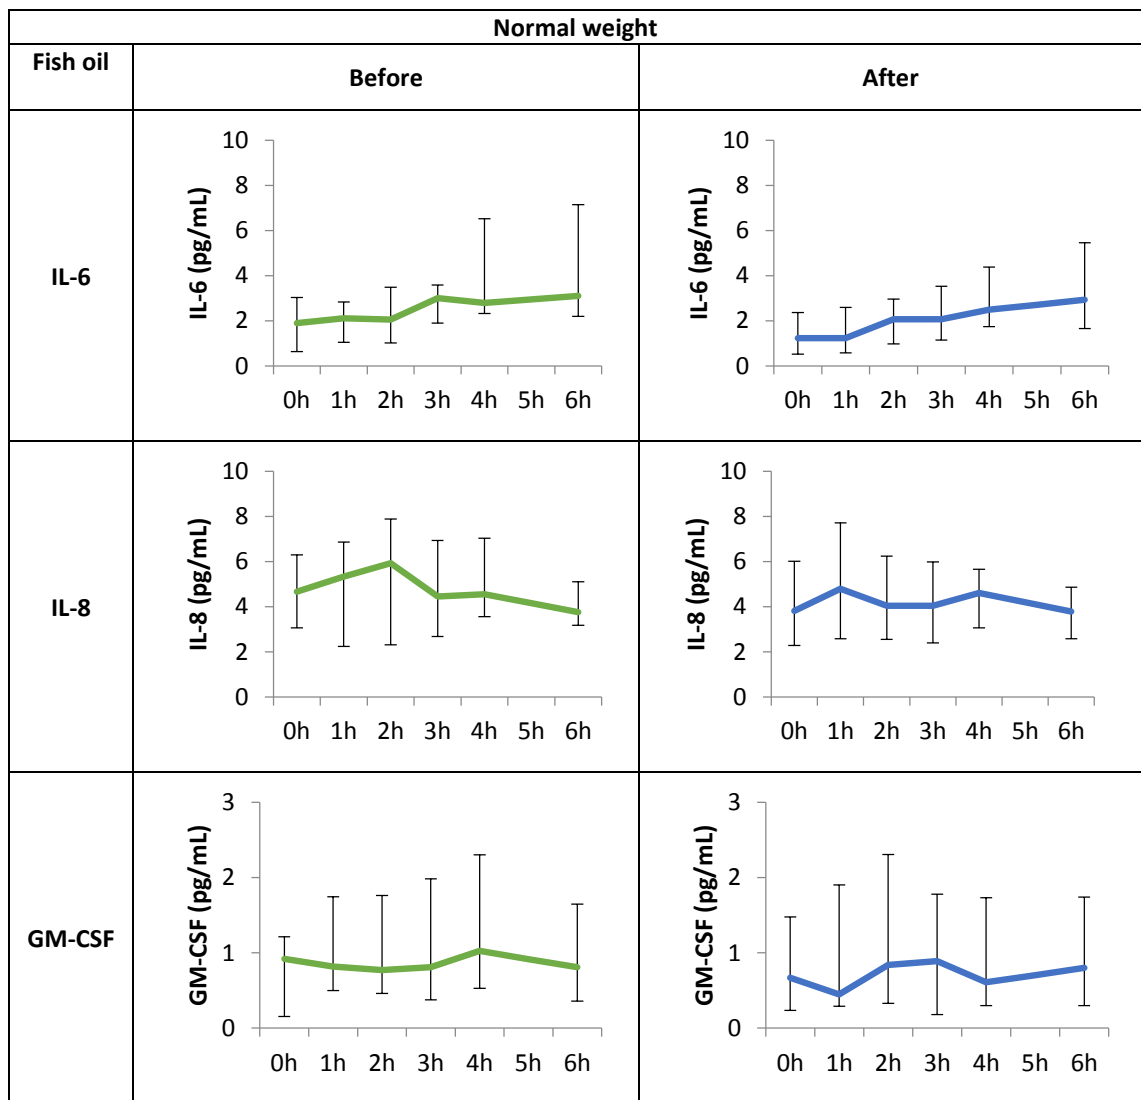 Normal weight
Fish oil
Before
After
IL-6
IL-6 (pg/mL)
10
8
6
4
2
0
0h 1h 2h 3h 4h 5h 6h
IL-6 (pg/mL)
10
8
6
4
2
0
0h 1h 2h 3h 4h 5h 6h
IL-8
IL-8 (pg/mL)
10
8
6
4
2
0
0h 1h 2h 3h 4h 5h 6h
IL-8 (pg/mL)
10
8
6
4
2
0
0h 1h 2h 3h 4h 5h 6h
GM-CSF
GM-CSF (pg/mL)
3
2
1
0
0h 1h 2h 3h 4h 5h 6h
GM-CSF (pg/mL)
3
2
1
0
0h 1h 2h 3h 4h 5h 6h